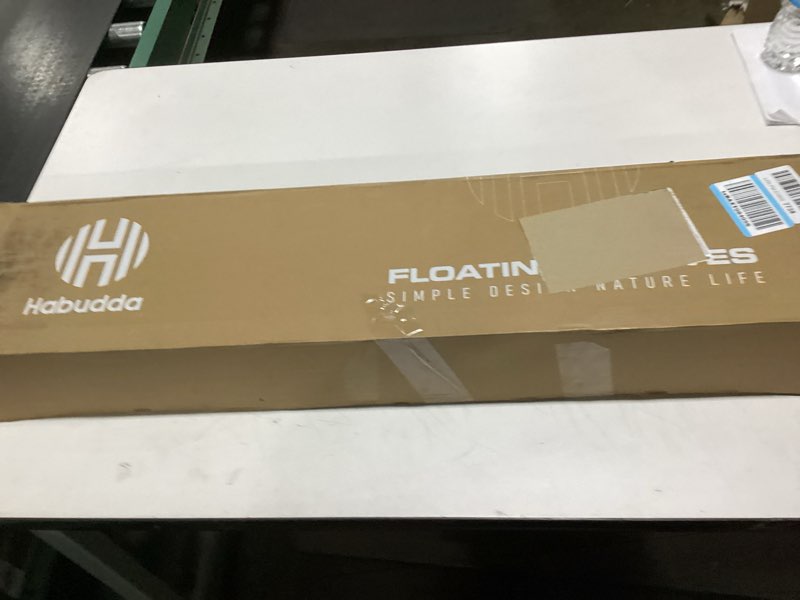 Habudda
FLOATIN ES
SIMPLE DESI NATURE LIFE